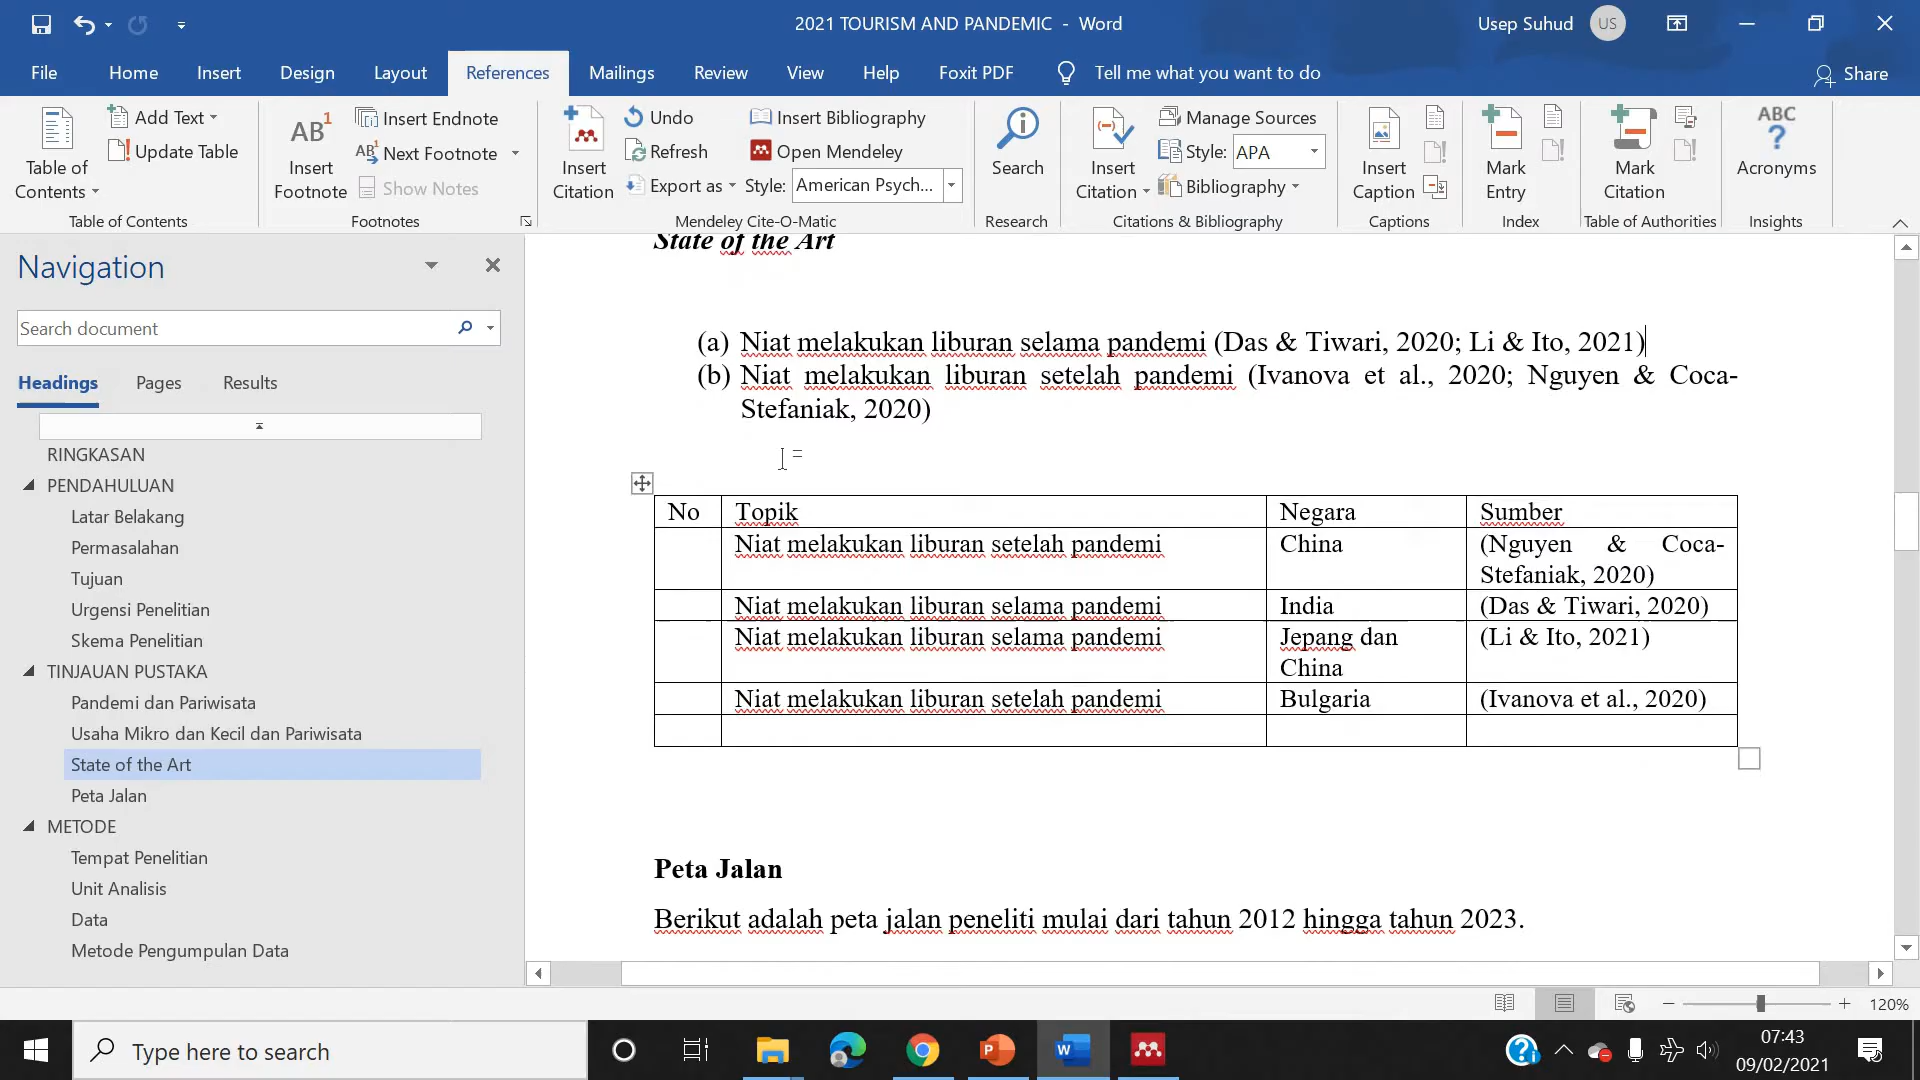 2021 TOURISM AND PANDEMIC - Word
Usep Suhud US
File Home Insert Design Layout References Mailings Review View Help Foxit PDF Tell me what you want to do Share
Table of Contents
Add Text
Update Table
Table of Contents
AB1 Insert Footnote
Insert Endnote
AB1 Next Footnote
Show Notes
Footnotes
Insert Citation
Undo
Refresh
Export as
Insert Bibliography
Open Mendeley
Style: American Psych...
Mendeley Cite-O-Matic
Search
Research
Insert Citation
Manage Sources
Style: APA
Bibliography
Citations & Bibliography
Insert Caption
Captions
Mark Entry
Index
Mark Citation
Table of Authorities
ABC ? Acronyms
Insights
Navigation
Search document
Headings Pages Results
RINGKASAN
PENDAHULUAN
Latar Belakang
Permasalahan
Tujuan
Urgensi Penelitian
Skema Penelitian
TINJAUAN PUSTAKA
Pandemi dan Pariwisata
Usaha Mikro dan Kecil dan Pariwisata
State of the Art
Peta Jalan
METODE
Tempat Penelitian
Unit Analisis
Data
Metode Pengumpulan Data
State of the Art
(a) Niat melakukan liburan selama pandemi (Das & Tiwari, 2020; Li & Ito, 2021)
(b) Niat melakukan liburan setelah pandemi (Ivanova et al., 2020; Nguyen & Coca-
Stefaniak, 2020)
No Topik Negara Sumber
Niat melakukan liburan setelah pandemi China (Nguyen & Coca-
Stefaniak, 2020)
Niat melakukan liburan selama pandemi India (Das & Tiwari, 2020)
Niat melakukan liburan selama pandemi Jepang dan (Li & Ito, 2021)
China
Niat melakukan liburan setelah pandemi Bulgaria (Ivanova et al., 2020)
Peta Jalan
Berikut adalah peta jalan peneliti mulai dari tahun 2012 hingga tahun 2023.
120%
Type here to search
07:43
09/02/2021